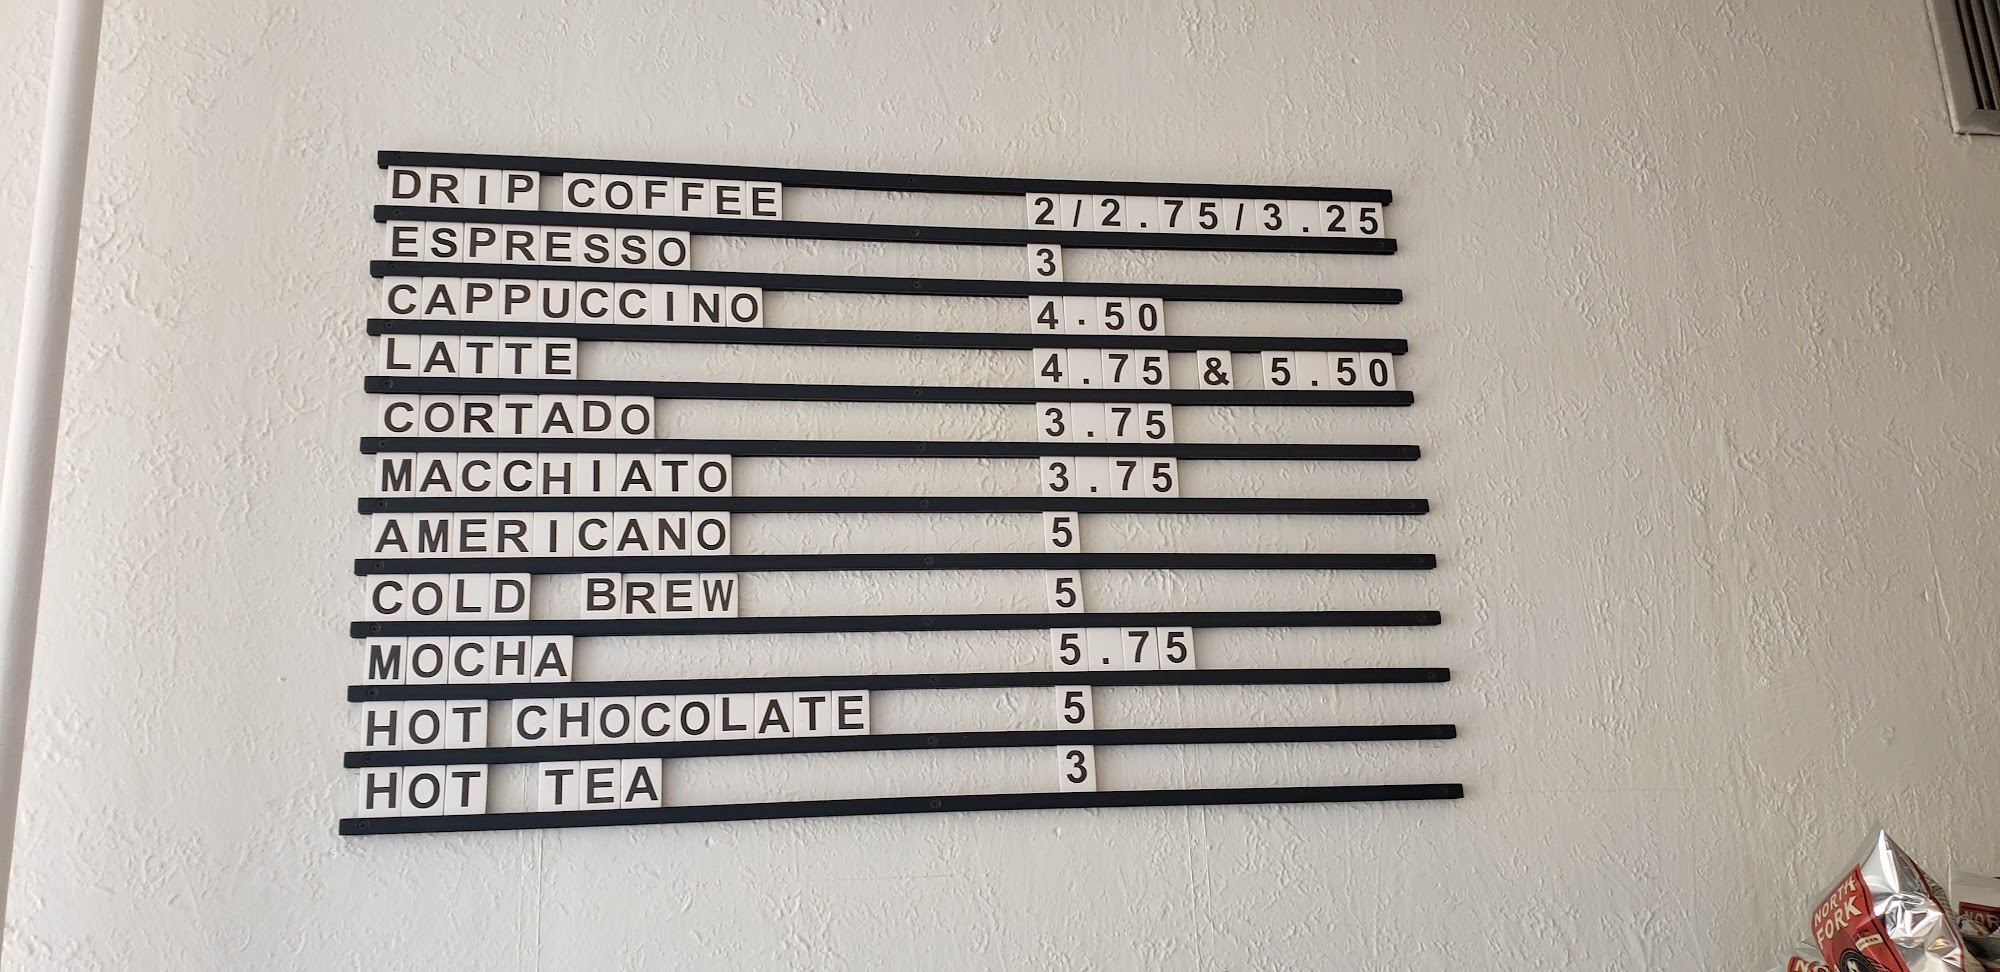 DRIP COFFEE 2/2.75/3.25
ESPRESSO 3
CAPPUCCINO 4.50
LATTE 4.75 & 5.50
CORTADO 3.75
MACCHIATO 3.75
AMERICANO 5
COLD BREW 5
MOCHA 5.75
HOT CHOCOLATE 5
HOT TEA 3
NORTH
FORK